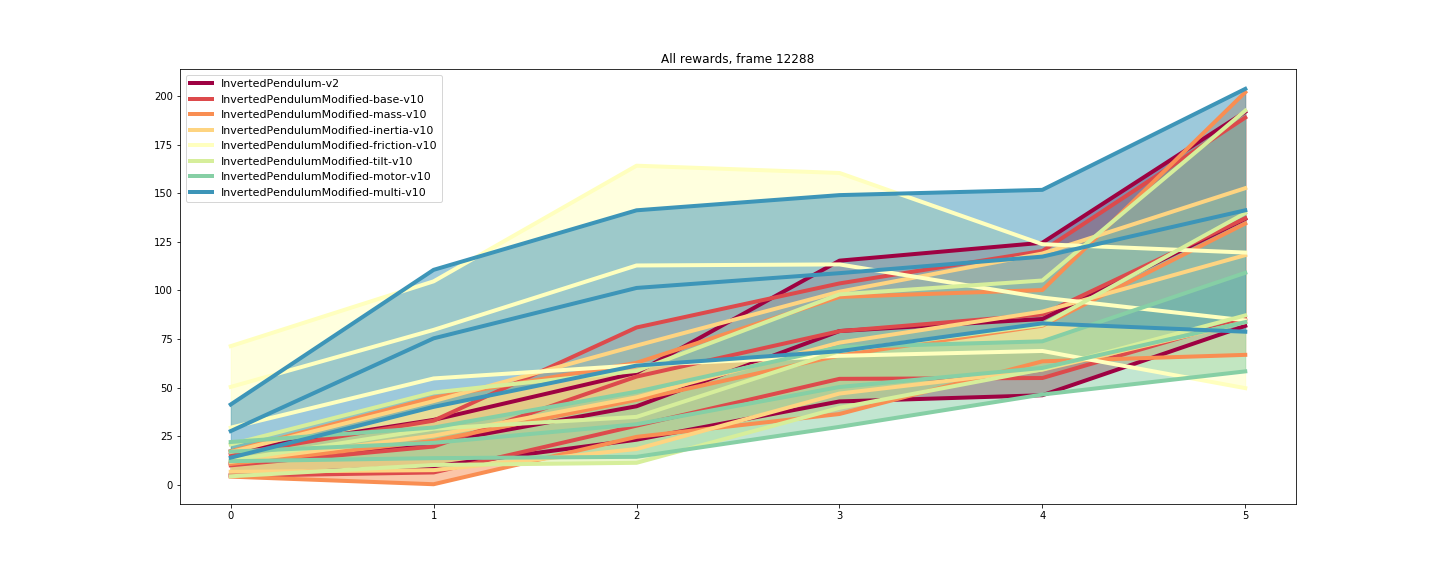 All rewards, frame 12288
InvertedPendulum-v2
InvertedPendulumModified-base-v10
InvertedPendulumModified-mass-v10
InvertedPendulumModified-inertia-v10
InvertedPendulumModified-friction-v10
InvertedPendulumModified-tilt-v10
InvertedPendulumModified-motor-v10
InvertedPendulumModified-multi-v10
200
175
150
125
100
75
50
25
0
0 1 2 3 4 5